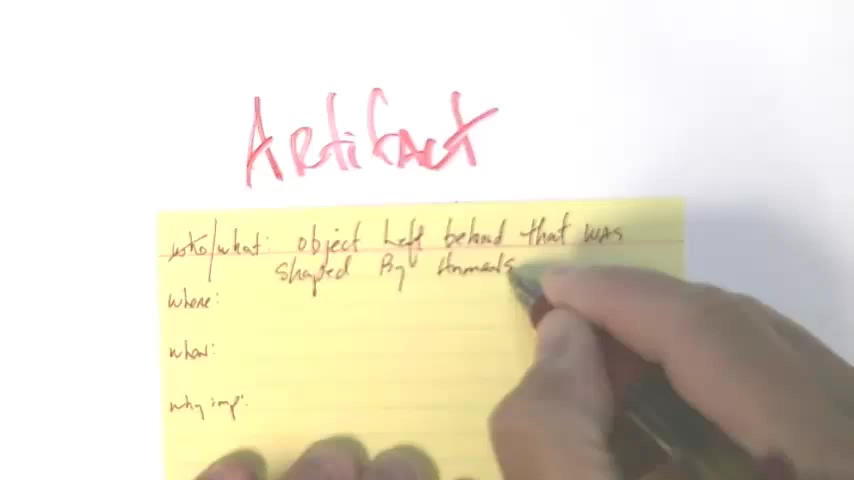 Artifact
who/what: object left behind that was
shaped By Humans
where:
when:
why imp: